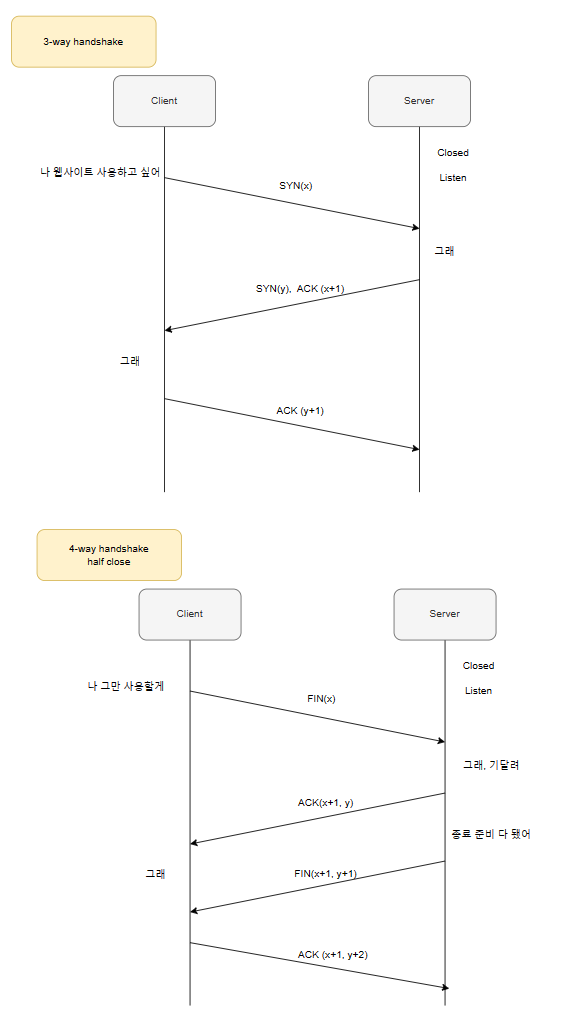 3-way handshake
Client
Server
Closed
나 웹사이트 사용하고 싶어
Listen
SYN(x)
그래
SYN(y),  ACK (x+1)
그래
ACK (y+1)
4-way handshake
half close
Client
Server
Closed
나 그만 사용할게
Listen
FIN(x)
그래, 기달려
ACK(x+1, y)
종료 준비 다 됐어
그래
FIN(x+1, y+1)
ACK (x+1, y+2)